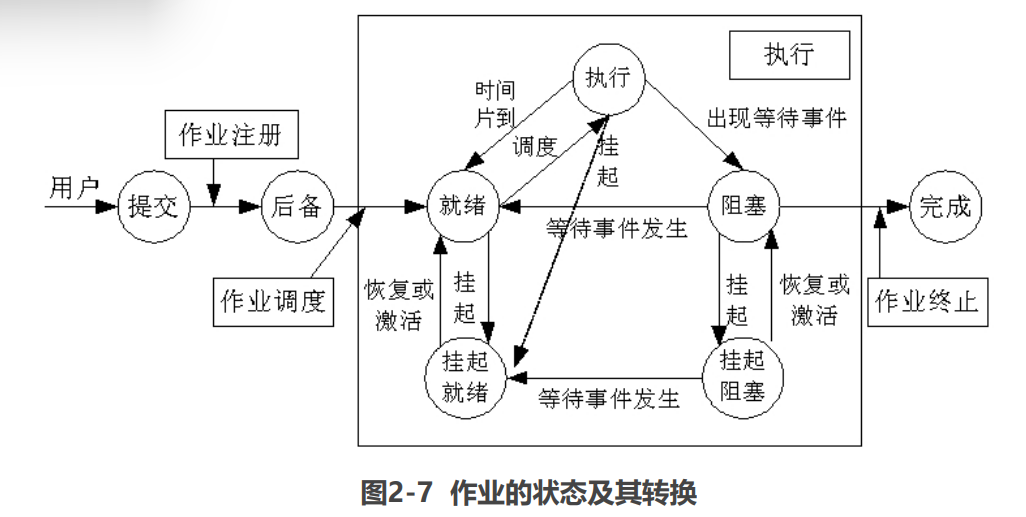 执行
执行
时间
片到
出现等待事件
作业注册
调度
挂
起
用户
提交
后备
就绪
阻塞
完成
等待事件发生
作业调度
恢复或
激活
挂
起
挂
起
恢复或
激活
作业终止
挂起
就绪
挂起
阻塞
等待事件发生
图2-7 作业的状态及其转换